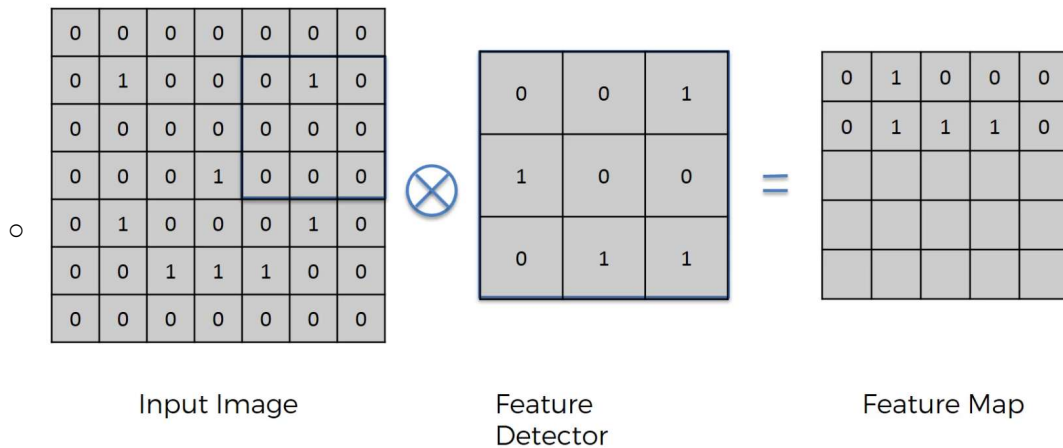 0 0 0 0 0 0 0
0 1 0 0 0 1 0
0 0 0 0 0 0 0
0 0 0 1 0 0 0
0 1 0 0 0 1 0
0 0 1 1 1 0 0
0 0 0 0 0 0 0
Input Image
0 0 1
1 0 0
0 1 1
Feature
Detector
=
0 1 0 0 0
0 1 1 1 0
Feature Map